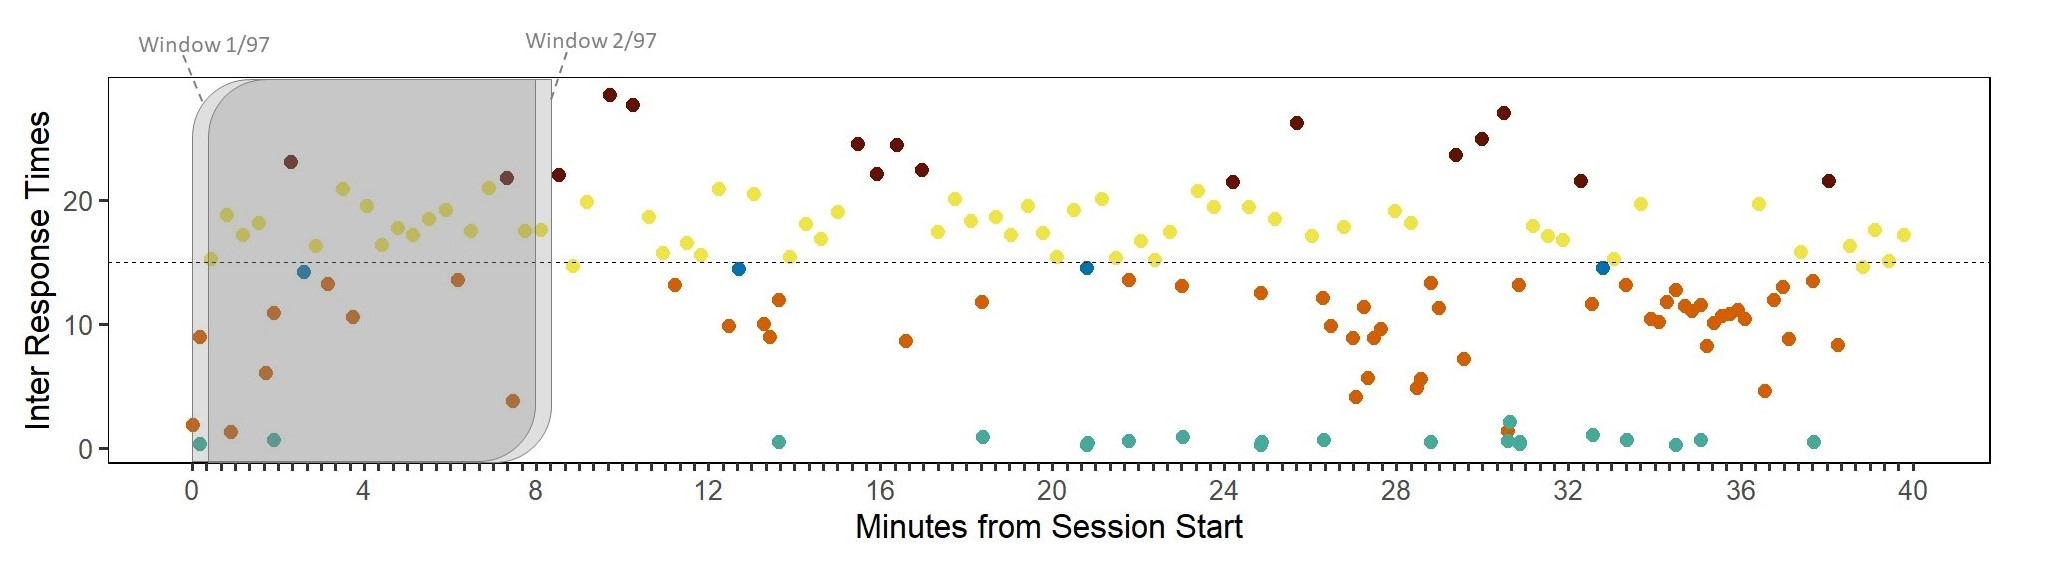 Window 1/97
Window 2/97
Inter Response Times
20
10
0
0 4 8 12 16 20 24 28 32 36 40
Minutes from Session Start